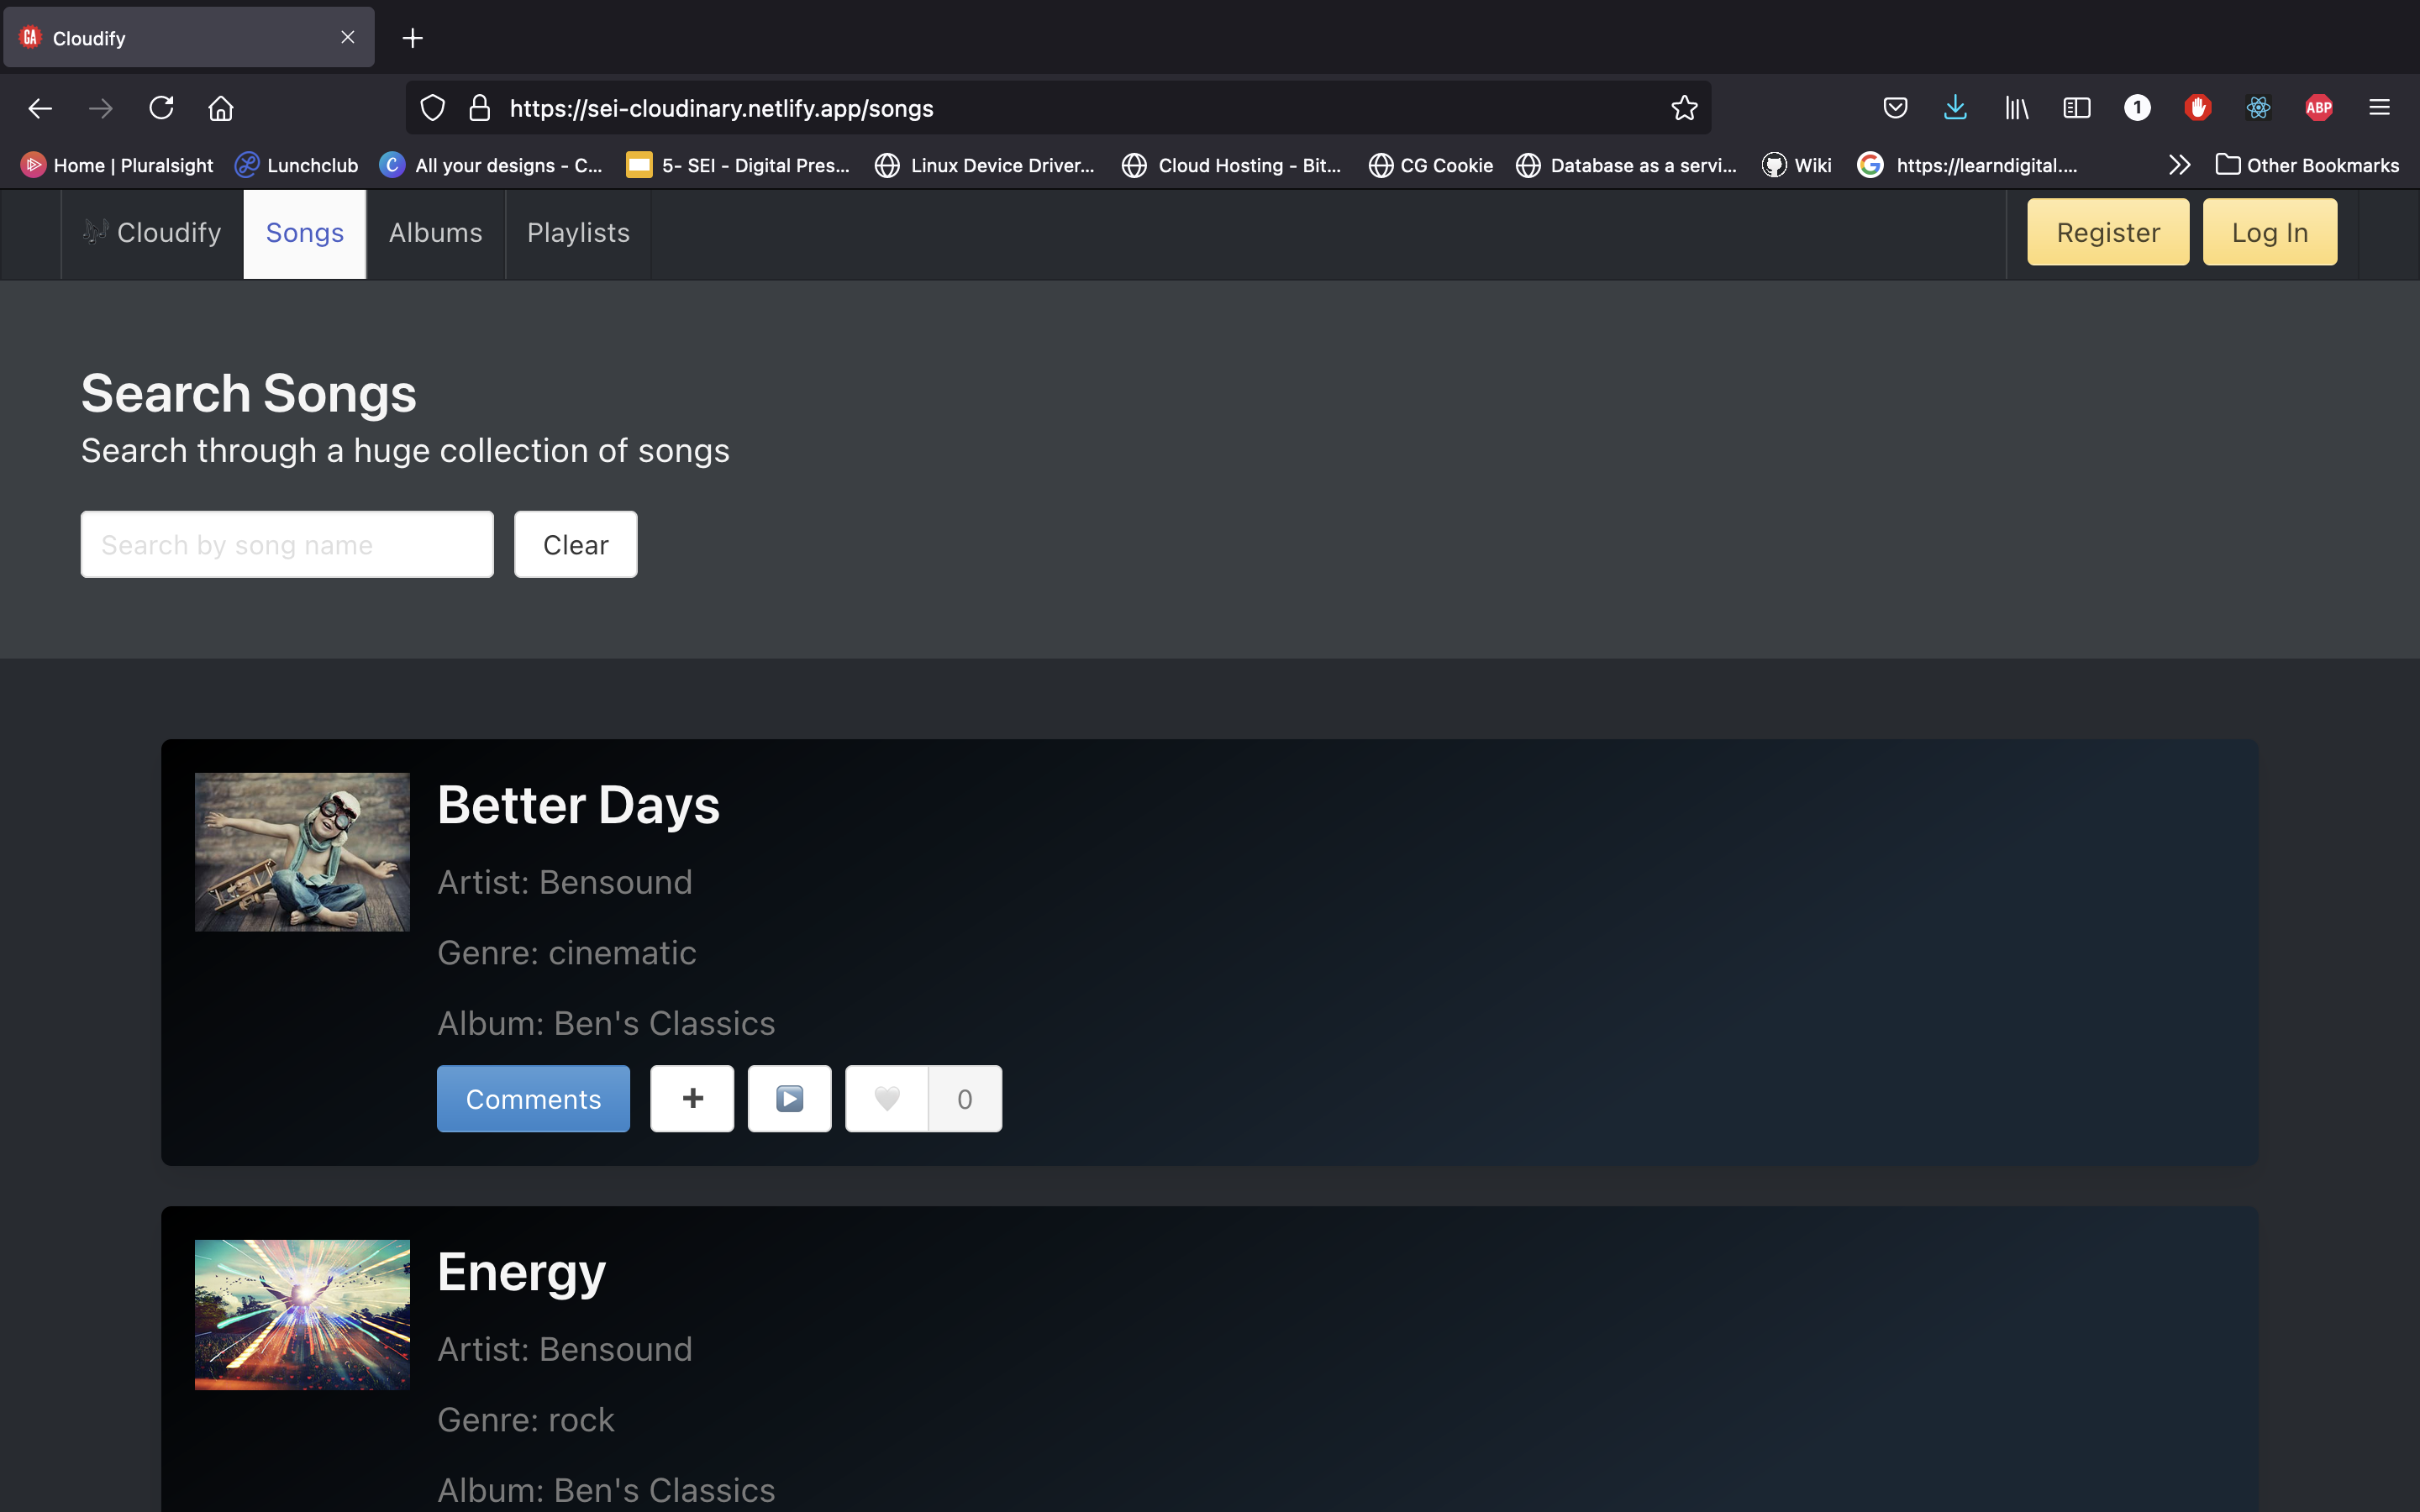 GA Cloudify
https://sei-cloudinary.netlify.app/songs 1 ABP
Home | Pluralsight Lunchclub All your designs - C... 5- SEI - Digital Pres... Linux Device Driver... Cloud Hosting - Bit... CG Cookie Database as a servi... Wiki https://learndigital.... Other Bookmarks
Cloudify Songs Albums Playlists Register Log In
Search Songs
Search through a huge collection of songs
Search by song name Clear
Better Days
Artist: Bensound
Genre: cinematic
Album: Ben's Classics
Comments + 0
Energy
Artist: Bensound
Genre: rock
Album: Ben's Classics